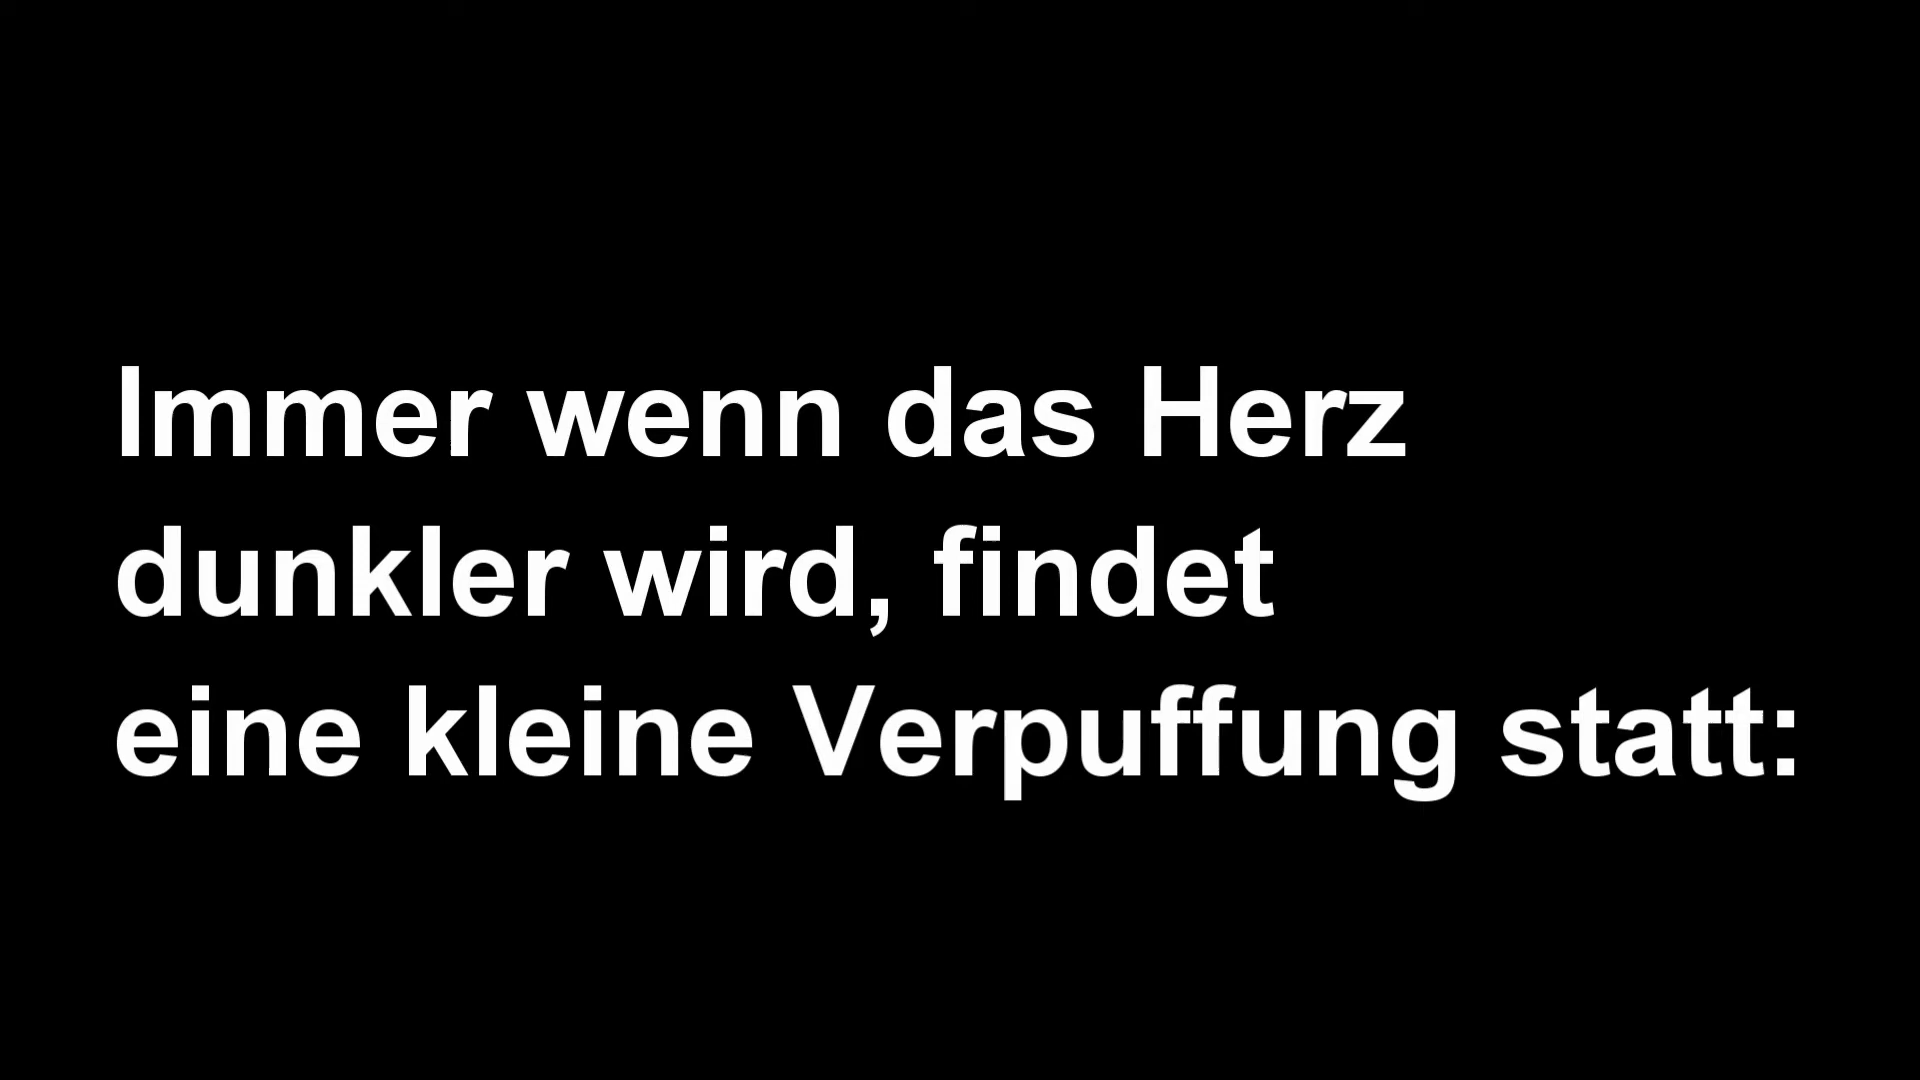 Immer wenn das Herz
dunkler wird, findet
eine kleine Verpuffung statt: